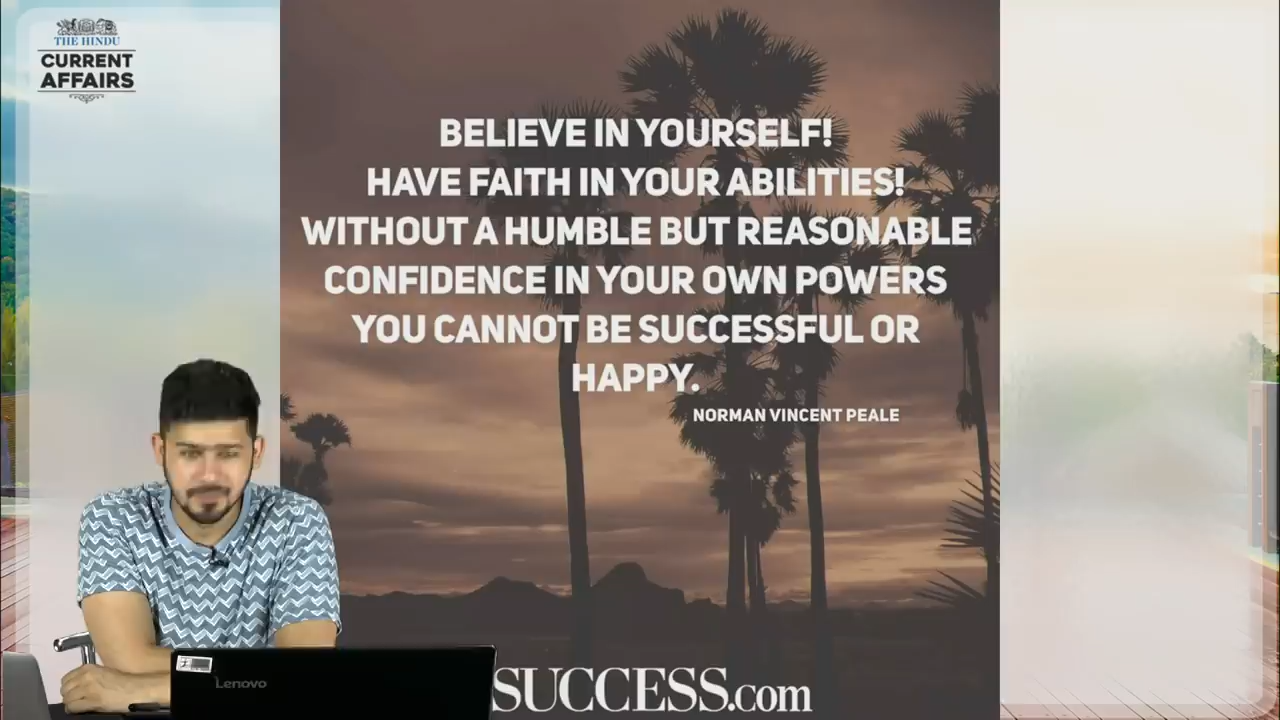 THE HINDU
CURRENT
AFFAIRS
BELIEVE IN YOURSELF!
HAVE FAITH IN YOUR ABILITIES!
WITHOUT A HUMBLE BUT REASONABLE
CONFIDENCE IN YOUR OWN POWERS
YOU CANNOT BE SUCCESSFUL OR
HAPPY.
NORMAN VINCENT PEALE
Lenovo
SUCCESS.com